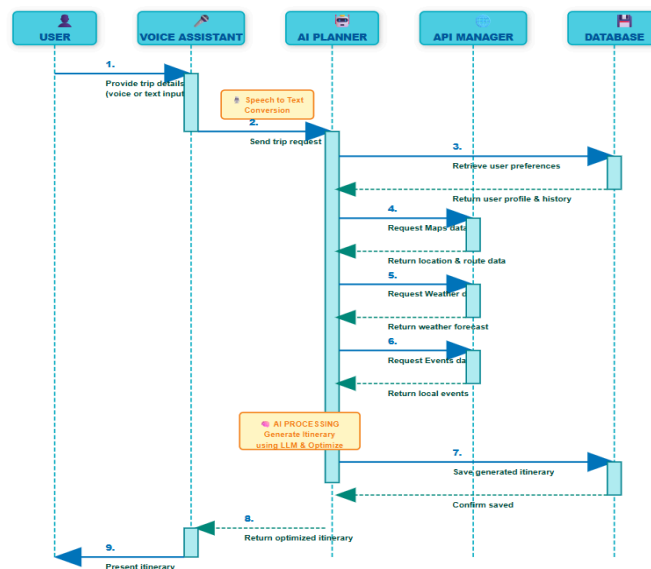 USER
VOICE ASSISTANT
AI PLANNER
API MANAGER
DATABASE
1.
Provide trip details
(voice or text input)
Speech to Text
Conversion
2.
Send trip request
3.
Retrieve user preferences
Return user profile & history
4.
Request Maps data
Return location & route data
5.
Request Weather d
Return weather forecast
6.
Request Events da
Return local events
AI PROCESSING
Generate Itinerary
using LLM & Optimize
7.
Save generated itinerary
Confirm saved
8.
Return optimized itinerary
9.
Present itinerary